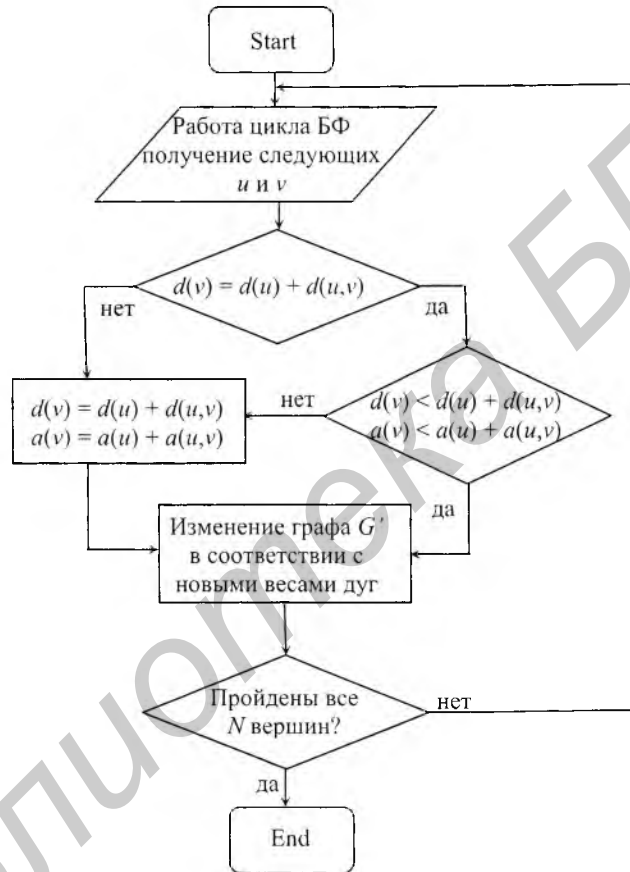 Start
Работа цикла БФ
получение следующих
u и v
d(v) = d(u) + d(u,v)
нет
да
d(v) = d(u) + d(u,v)
a(v) = a(u) + a(u,v)
нет
d(v) < d(u) + d(u,v)
a(v) < a(u) + a(u,v)
да
Изменение графа G'
в соответствии с
новыми весами дуг
Пройдены все
N вершин?
нет
да
End